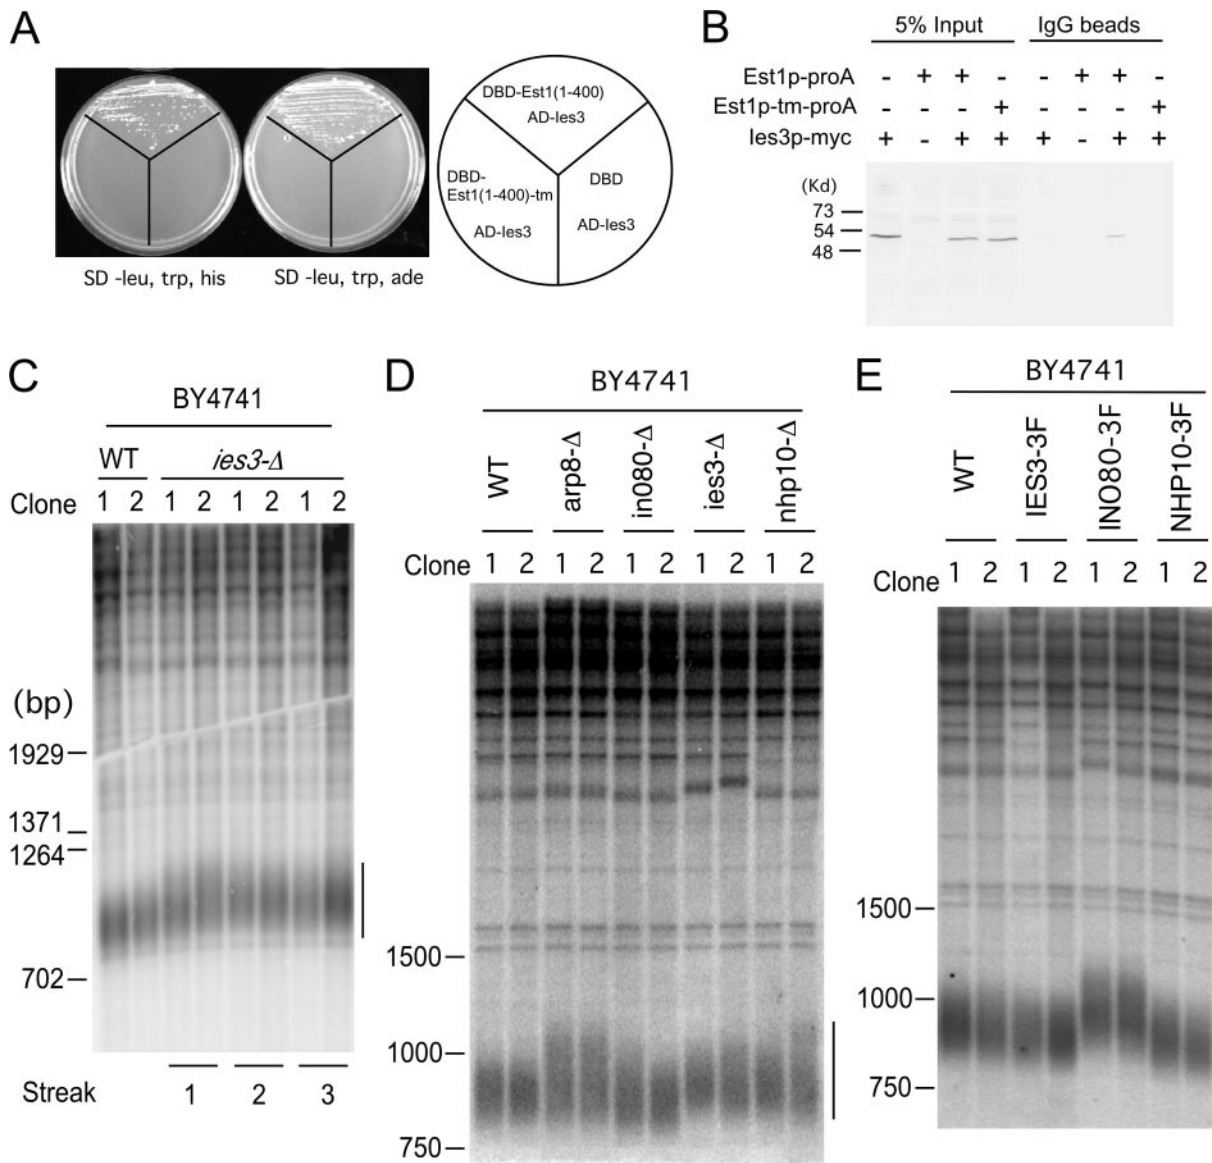 A
DBD-Est1(1-400)
AD-Ies3
DBD-
Est1(1-400)-tm
AD-Ies3
DBD
AD-Ies3
SD -leu, trp, his
SD -leu, trp, ade
B
5% Input
IgG beads
Est1p-proA - + + - - + + -
Est1p-tm-proA - - - + - - - +
Ies3p-myc + - + + + - + +
(Kd)
73
54
48
C
BY4741
WT ies3-Δ
Clone 1 2 1 2 1 2 1 2
(bp)
1929
1371
1264
702
Streak 1 2 3
D
BY4741
WT
arp8-Δ
in080-Δ
ies3-Δ
nhp10-Δ
Clone 1 2 1 2 1 2 1 2 1 2
1500
1000
750
E
BY4741
WT
IES3-3F
INO80-3F
NHP10-3F
Clone 1 2 1 2 1 2 1 2
1500
1000
750